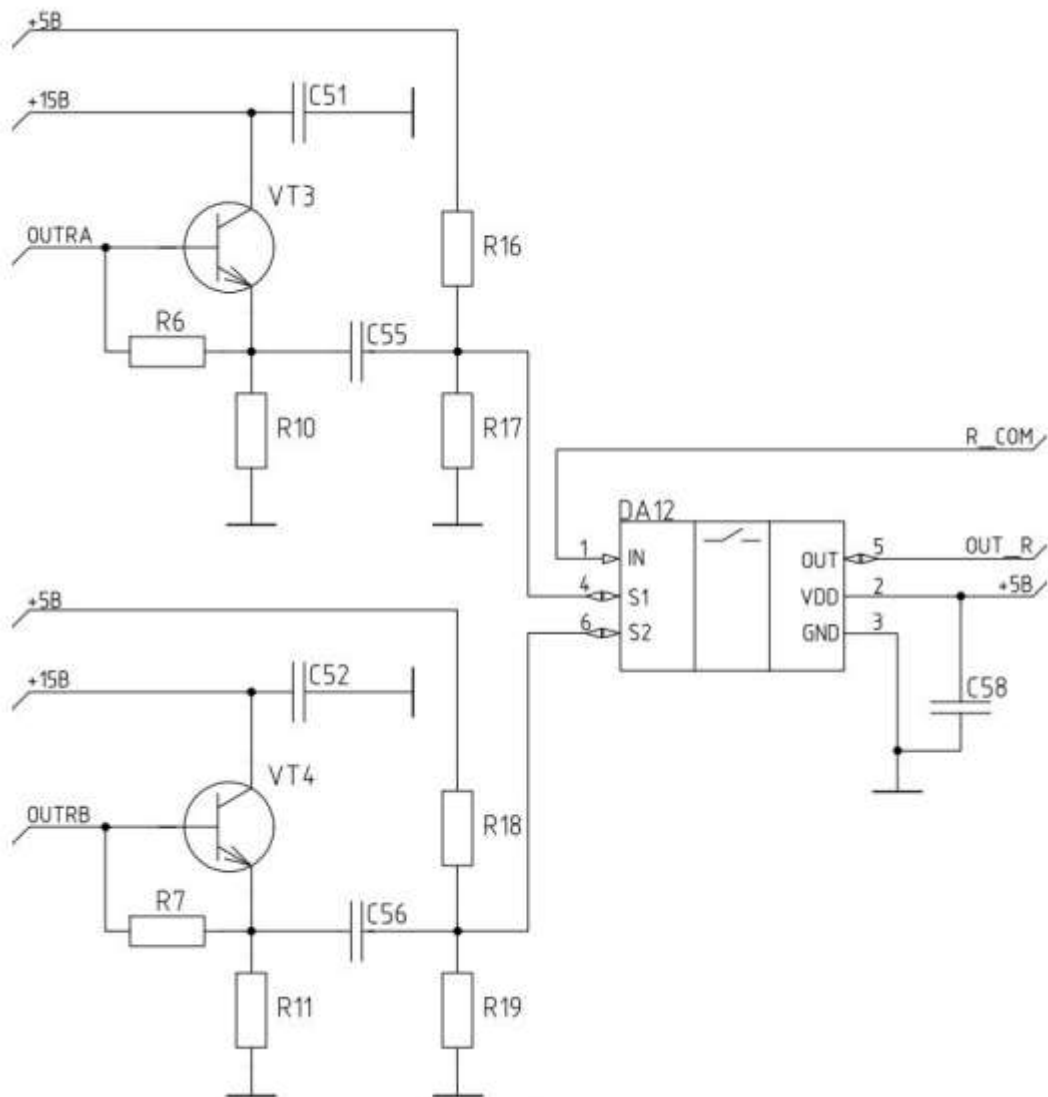 +5В
+15В
C51
VT3
OUTRA
R16
R6
C55
R10
R17
R_COM
DA12
1
IN
OUT
5
OUT_R
4
S1
VDD
2
+5В
6
S2
GND
3
+5В
+15В
C52
C58
VT4
OUTRB
R18
R7
C56
R11
R19